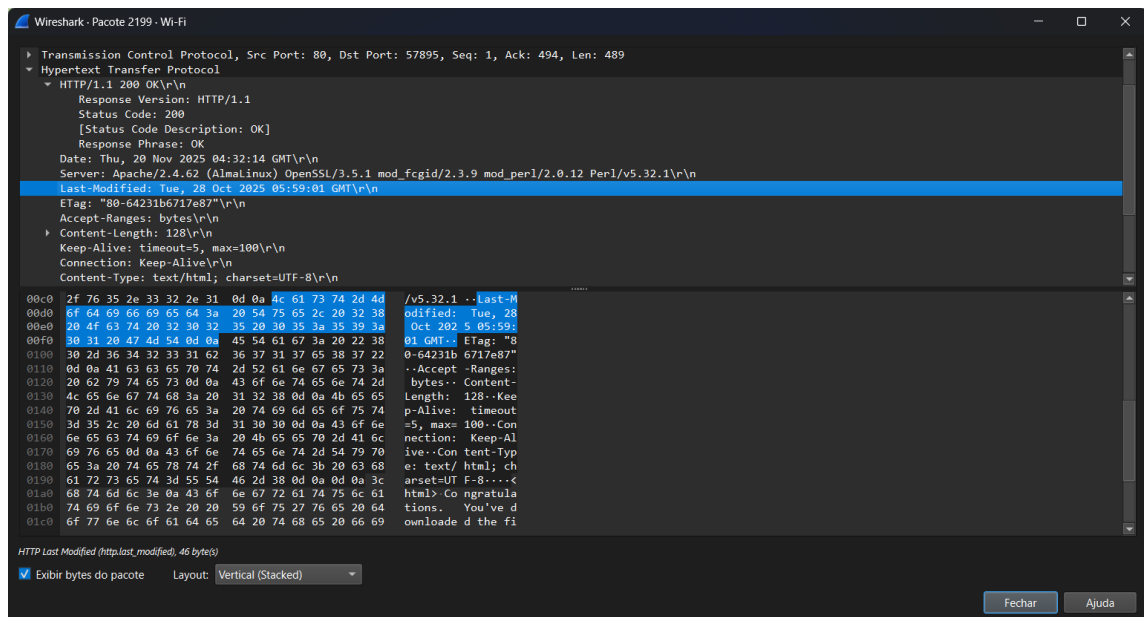 Wireshark · Pacote 2199 · Wi-Fi
Transmission Control Protocol, Src Port: 80, Dst Port: 57895, Seq: 1, Ack: 494, Len: 489
Hypertext Transfer Protocol
HTTP/1.1 200 OK\r\n
Response Version: HTTP/1.1
Status Code: 200
[Status Code Description: OK]
Response Phrase: OK
Date: Thu, 20 Nov 2025 04:32:14 GMT\r\n
Server: Apache/2.4.62 (AlmaLinux) OpenSSL/3.5.1 mod_fcgid/2.3.9 mod_perl/2.0.12 Perl/v5.32.1\r\n
Last-Modified: Tue, 28 Oct 2025 05:59:01 GMT\r\n
ETag: "80-64231b6717e87"\r\n
Accept-Ranges: bytes\r\n
Content-Length: 128\r\n
Keep-Alive: timeout=5, max=100\r\n
Connection: Keep-Alive\r\n
Content-Type: text/html; charset=UTF-8\r\n
00c0 2f 76 35 2e 33 32 2e 31 0d 0a 4c 61 73 74 2d 4d /v5.32.1 ··Last-M
00d0 6f 64 69 66 69 65 64 3a 20 54 75 65 2c 20 32 38 odified: Tue, 28
00e0 20 4f 63 74 20 32 30 32 35 20 30 35 3a 35 39 3a Oct 202 5 05:59:
00f0 30 31 20 47 4d 54 0d 0a 45 54 61 67 3a 20 22 38 01 GMT·· ETag: "8
0100 30 2d 36 34 32 33 31 62 36 37 31 37 65 38 37 22 0-64231b 6717e87"
0110 0d 0a 41 63 63 65 70 74 2d 52 61 6e 67 65 73 3a ··Accept -Ranges:
0120 20 62 79 74 65 73 0d 0a 43 6f 6e 74 65 6e 74 2d bytes·· Content-
0130 4c 65 6e 67 74 68 3a 20 31 32 38 0d 0a 4b 65 65 Length: 128··Kee
0140 70 2d 41 6c 69 76 65 3a 20 74 69 6d 65 6f 75 74 p-Alive: timeout
0150 3d 35 2c 20 6d 61 78 3d 31 30 30 0d 0a 43 6f 6e =5, max= 100··Con
0160 6e 65 63 74 69 6f 6e 3a 20 4b 65 65 70 2d 41 6c nection: Keep-Al
0170 69 76 65 0d 0a 43 6f 6e 74 65 6e 74 2d 54 79 70 ive··Con tent-Typ
0180 65 3a 20 74 65 78 74 2f 68 74 6d 6c 3b 20 63 68 e: text/ html; ch
0190 61 72 73 65 74 3d 55 54 46 2d 38 0d 0a 0d 0a 3c arset=UT F-8····<
01a0 68 74 6d 6c 3e 0a 43 6f 6e 67 72 61 74 75 6c 61 html>·Co ngratula
01b0 74 69 6f 6e 73 2e 20 20 59 6f 75 27 76 65 20 64 tions. You've d
01c0 6f 77 6e 6c 6f 61 64 65 64 20 74 68 65 20 66 69 ownloade d the fi
HTTP Last Modified (http.last_modified), 46 byte(s)
Exibir bytes do pacote Layout: Vertical (Stacked)
Fechar Ajuda